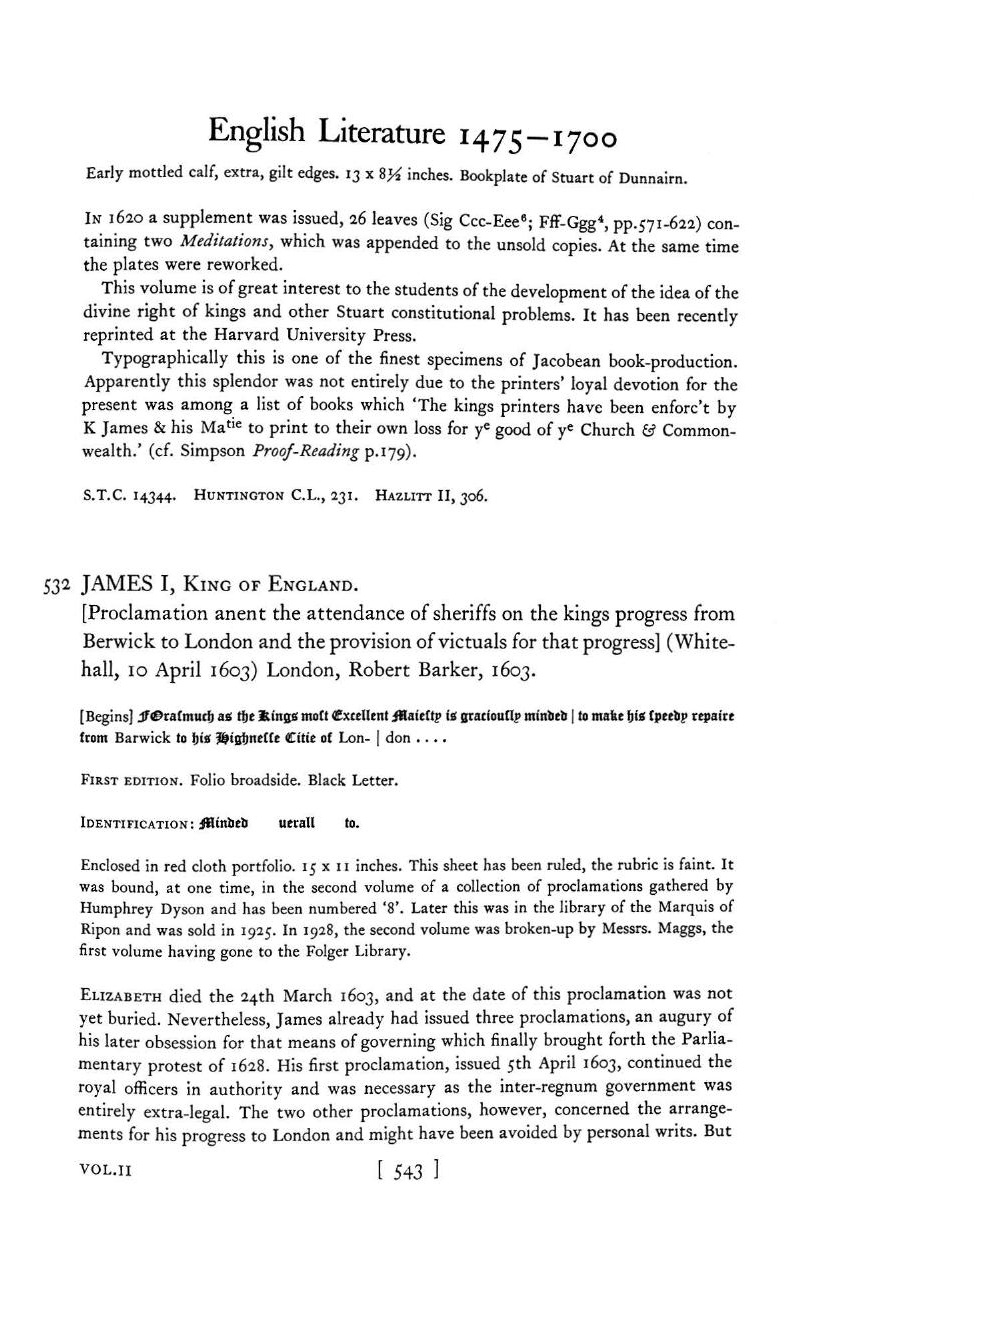 English Literature 1475–1700
Early mottled calf, extra, gilt edges. 13 x 8½ inches. Bookplate of Stuart of Dunnairn.
IN 1620 a supplement was issued, 26 leaves (Sig Ccc-Eee⁶; Fff-Ggg⁴, pp.571-622) con-
taining two Meditations, which was appended to the unsold copies. At the same time
the plates were reworked.
This volume is of great interest to the students of the development of the idea of the
divine right of kings and other Stuart constitutional problems. It has been recently
reprinted at the Harvard University Press.
Typographically this is one of the finest specimens of Jacobean book-production.
Apparently this splendor was not entirely due to the printers' loyal devotion for the
present was among a list of books which 'The kings printers have been enforc't by
K James & his Maᵗⁱᵉ to print to their own loss for yᵉ good of yᵉ Church & Common-
wealth.' (cf. Simpson Proof-Reading p.179).
S.T.C. 14344. HUNTINGTON C.L., 231. HAZLITT II, 306.
532 JAMES I, KING OF ENGLAND.
[Proclamation anent the attendance of sheriffs on the kings progress from
Berwick to London and the provision of victuals for that progress] (White-
hall, 10 April 1603) London, Robert Barker, 1603.
[Begins] FOraſmuch as the Kings moſt Excellent Maieſty is graciouſly minded | to make his ſpeedy repaire
from Barwick to his Highneſſe Citie of Lon- | don . . . .
FIRST EDITION. Folio broadside. Black Letter.
IDENTIFICATION: Minded uerall to.
Enclosed in red cloth portfolio. 15 x 11 inches. This sheet has been ruled, the rubric is faint. It
was bound, at one time, in the second volume of a collection of proclamations gathered by
Humphrey Dyson and has been numbered '8'. Later this was in the library of the Marquis of
Ripon and was sold in 1925. In 1928, the second volume was broken-up by Messrs. Maggs, the
first volume having gone to the Folger Library.
ELIZABETH died the 24th March 1603, and at the date of this proclamation was not
yet buried. Nevertheless, James already had issued three proclamations, an augury of
his later obsession for that means of governing which finally brought forth the Parlia-
mentary protest of 1628. His first proclamation, issued 5th April 1603, continued the
royal officers in authority and was necessary as the inter-regnum government was
entirely extra-legal. The two other proclamations, however, concerned the arrange-
ments for his progress to London and might have been avoided by personal writs. But
VOL.II [ 543 ]